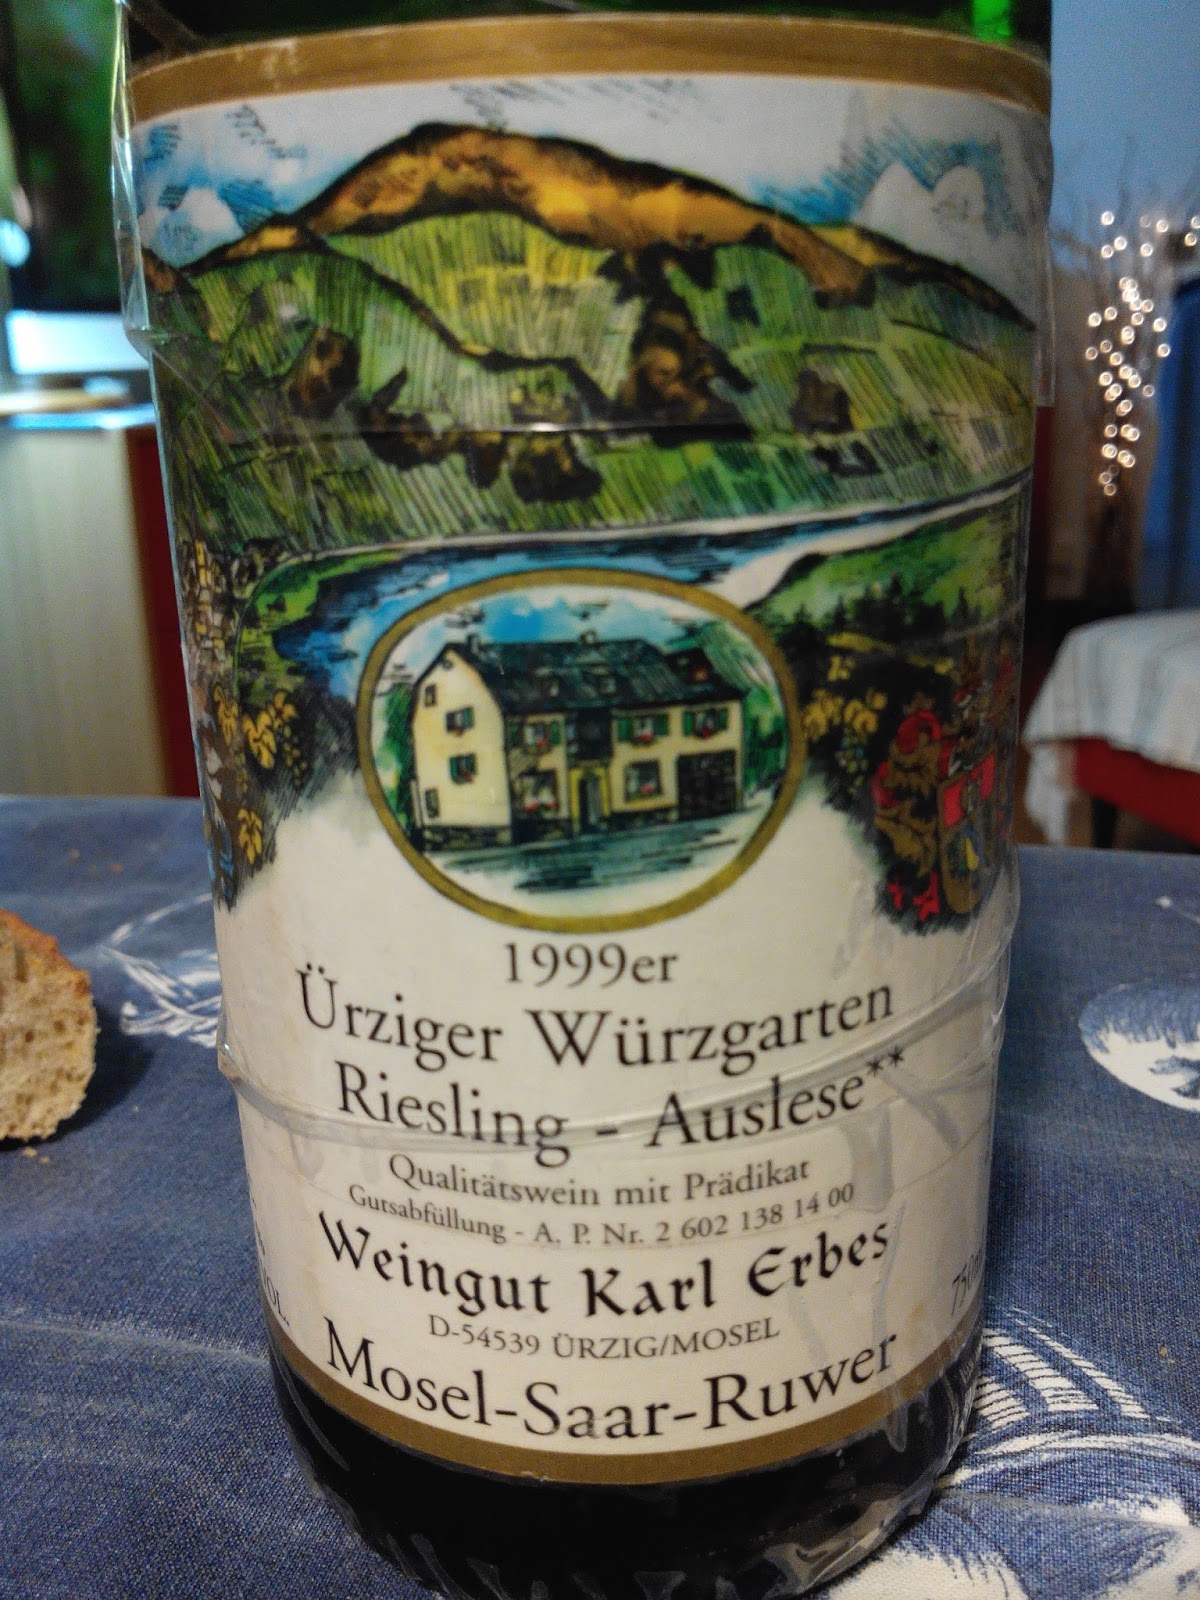 1999er
Ürziger Würzgarten
Riesling - Auslese**
Qualitätswein mit Prädikat
Gutsabfüllung - A. P. Nr. 2 602 138 14 00
Weingut Karl Erbes
D-54539 ÜRZIG/MOSEL
Mosel-Saar-Ruwer